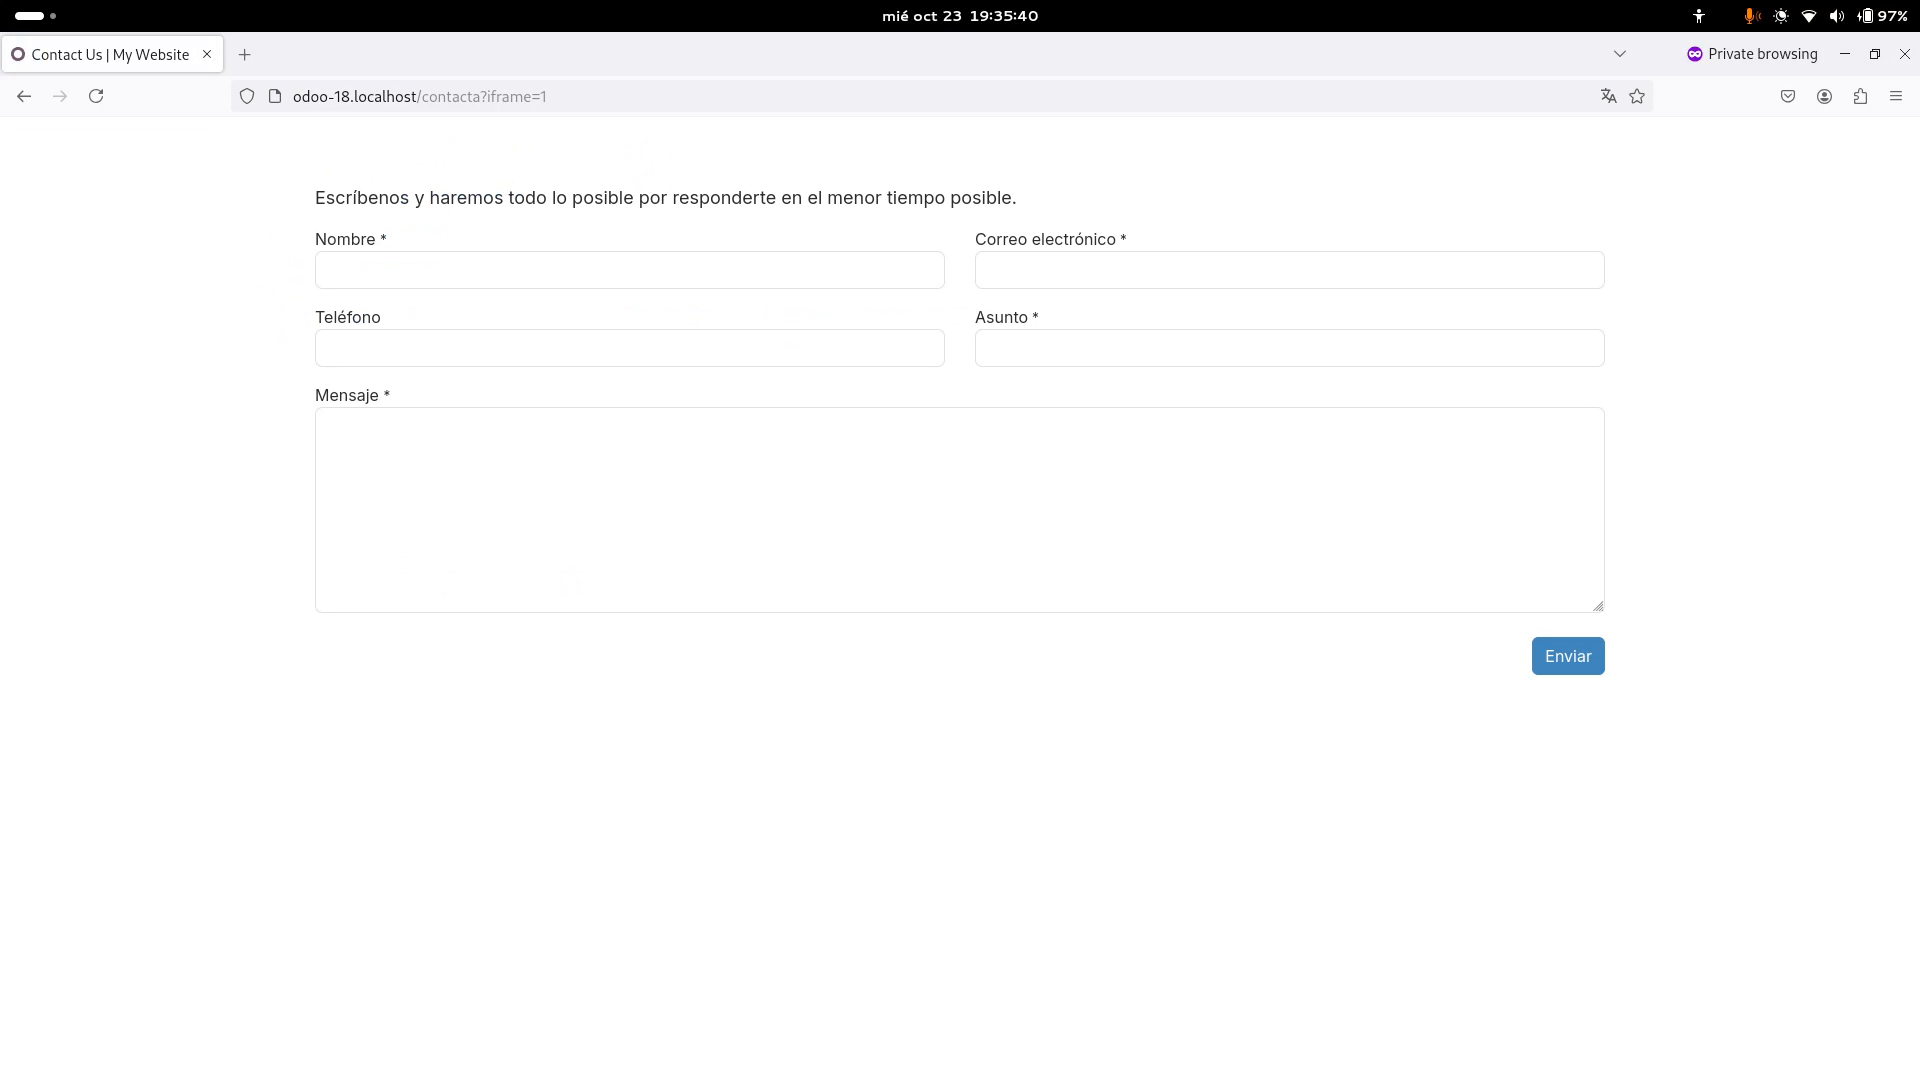 mié oct 23 19:35:40
97%
Contact Us | My Website
Private browsing
odoo-18.localhost/contacta?iframe=1
Escríbenos y haremos todo lo posible por responderte en el menor tiempo posible.
Nombre *
Correo electrónico *
Teléfono
Asunto *
Mensaje *
Enviar